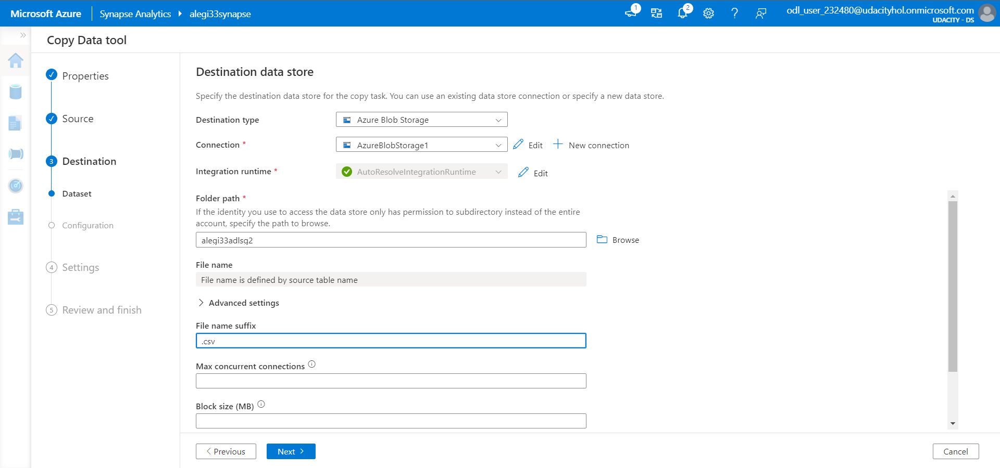 Microsoft Azure
Synapse Analytics
alegi33synapse
1
2
odl_user_232480@udacityhol.onmicrosoft.com
UDACITY - DS
Copy Data tool
Properties
Source
3 Destination
Dataset
Configuration
4 Settings
5 Review and finish
Destination data store
Specify the destination data store for the copy task. You can use an existing data store connection or specify a new data store.
Destination type
Azure Blob Storage
Connection *
AzureBlobStorage1
Edit
New connection
Integration runtime *
AutoResolveIntegrationRuntime
Edit
Folder path *
If the identity you use to access the data store only has permission to subdirectory instead of the entire
account, specify the path to browse.
alegi33adlsg2
Browse
File name
File name is defined by source table name
Advanced settings
File name suffix
.csv
Max concurrent connections
Block size (MB)
Previous
Next
Cancel